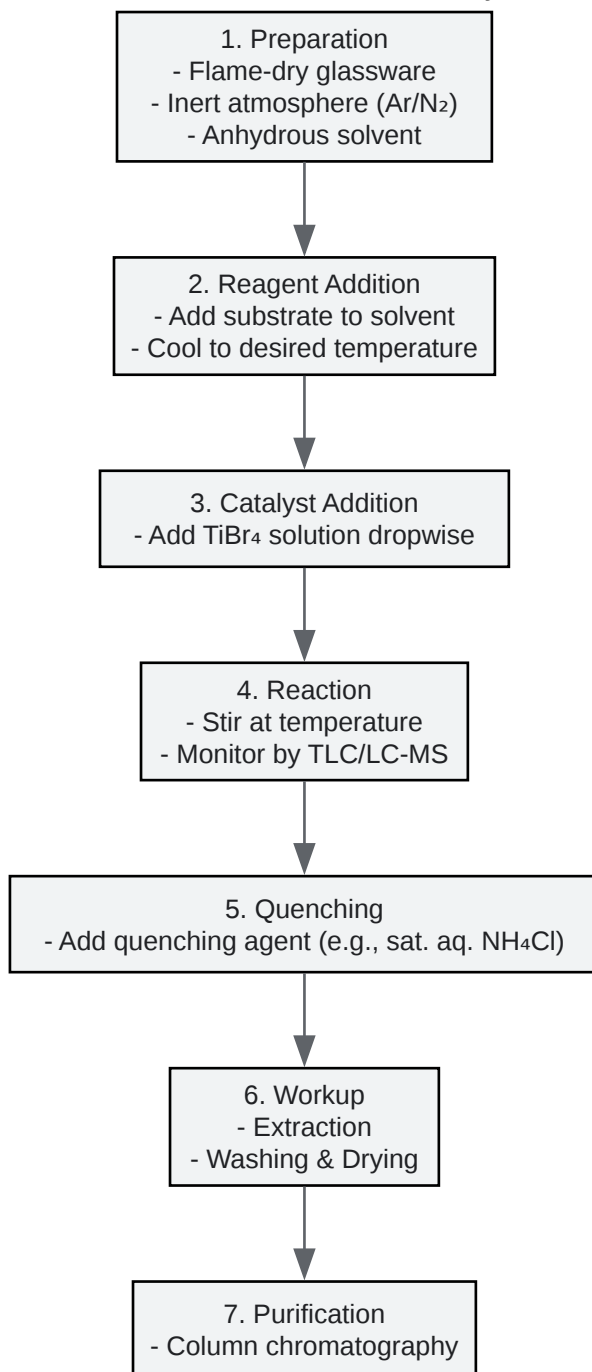 1. Preparation
- Flame-dry glassware
- Inert atmosphere (Ar/N₂)
- Anhydrous solvent
2. Reagent Addition
- Add substrate to solvent
- Cool to desired temperature
3. Catalyst Addition
- Add TiBr₄ solution dropwise
4. Reaction
- Stir at temperature
- Monitor by TLC/LC-MS
5. Quenching
- Add quenching agent (e.g., sat. aq. NH₄Cl)
6. Workup
- Extraction
- Washing & Drying
7. Purification
- Column chromatography